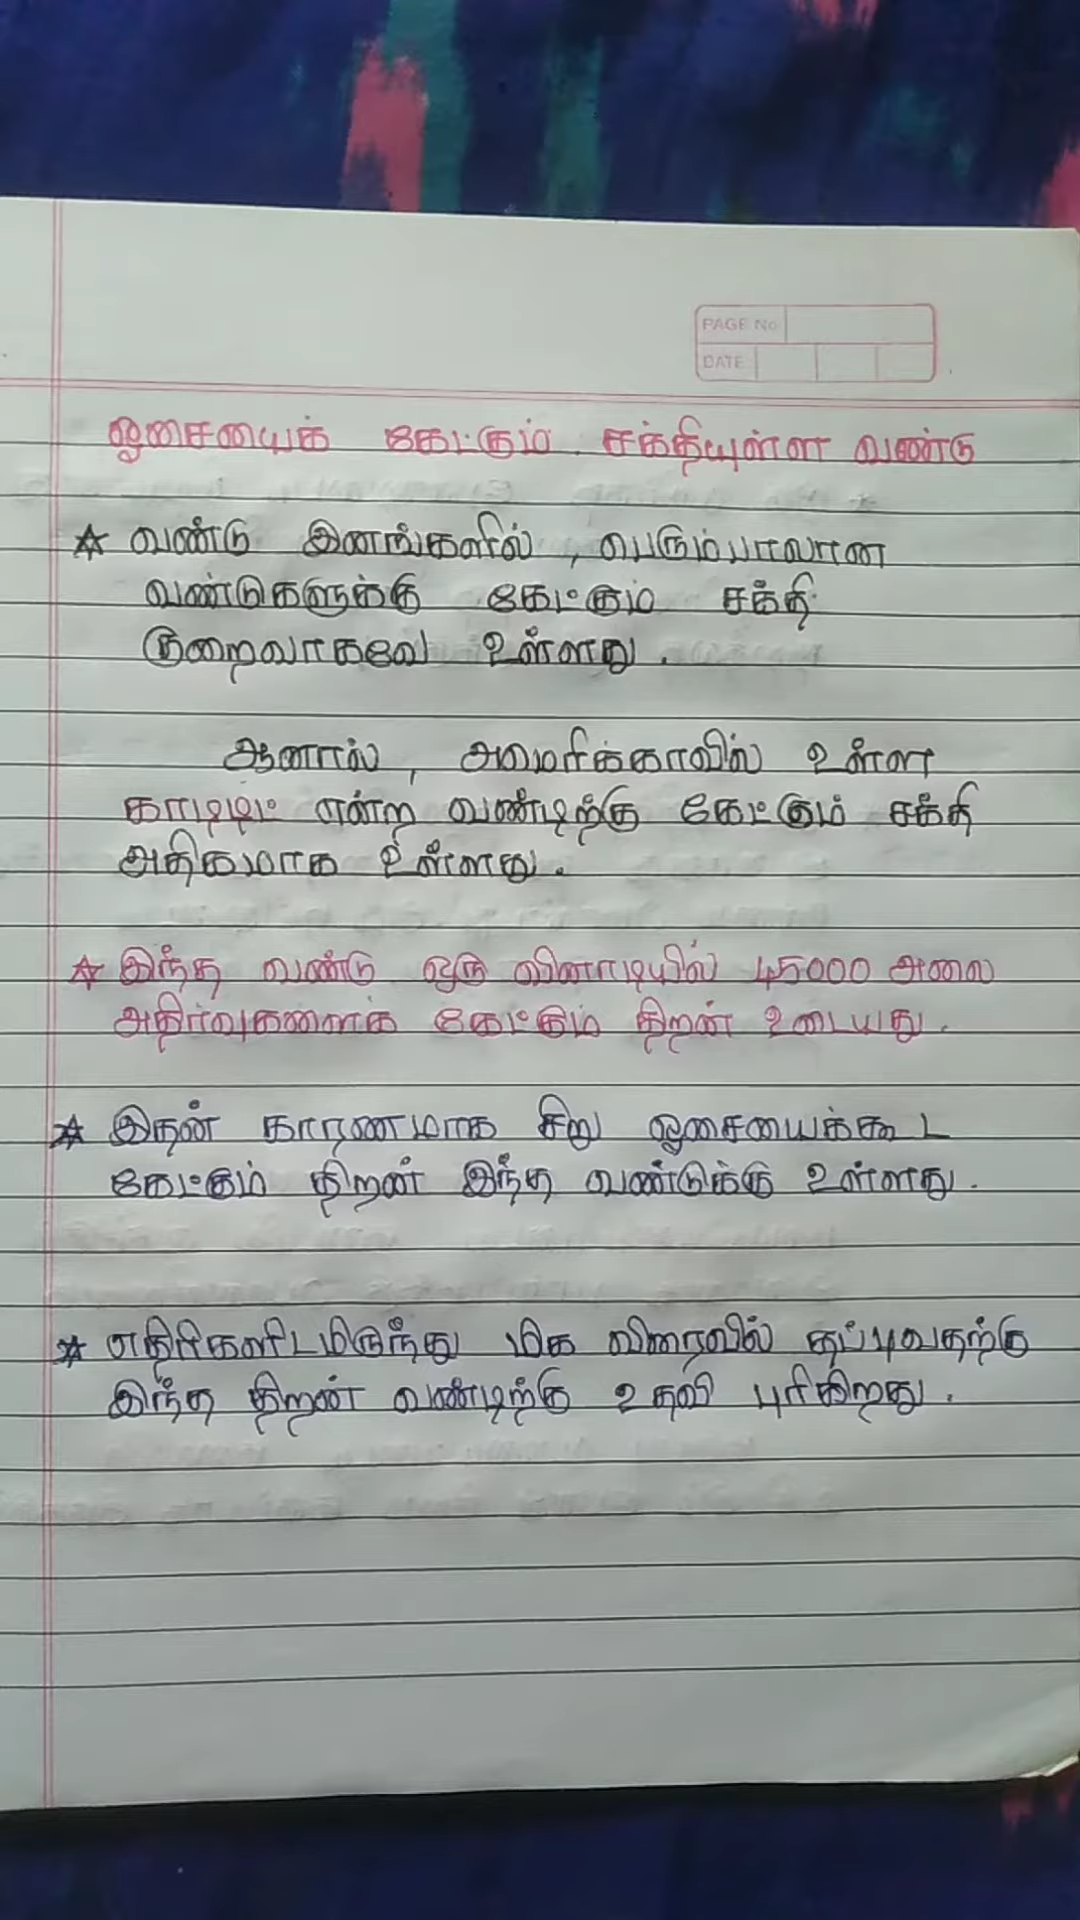 PAGE No
DATE
ஓசையைக் கேட்கும் சக்தியுள்ள வண்டு
☆ வண்டு இனங்களில், பெரும்பாலான
வண்டுகளுக்கு கேட்கும் சக்தி
குறைவாகவே உள்ளது.
ஆனால், அமெரிக்காவில் உள்ள
காடிடிட் என்ற வண்டிற்கு கேட்கும் சக்தி
அதிகமாக உள்ளது.
☆ இந்த வண்டு ஒரு வினாடியில் 45000 அலை
அதிர்வுகளைக் கேட்கும் திறன் உடையது.
☆ இதன் காரணமாக சிறு ஓசையைக்கூட
கேட்கும் திறன் இந்த வண்டுக்கு உள்ளது.
☆ எதிரிகளிடமிருந்து மிக விரைவில் தப்புவதற்கு
இந்த திறன் வண்டிற்கு உதவி புரிகிறது.